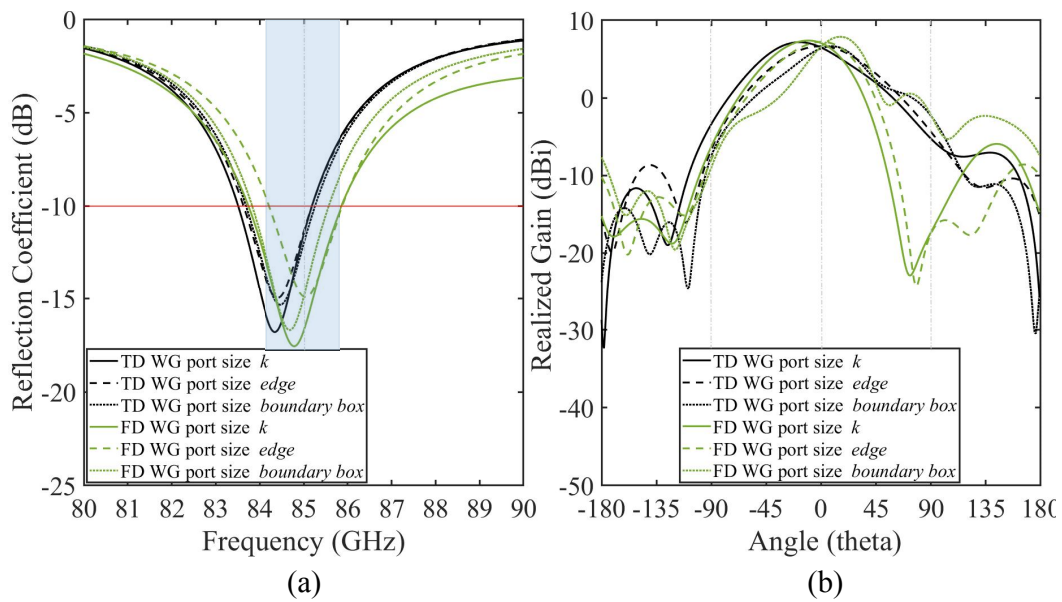 0
-5
-10
-15
-20
-25
Reflection Coefficient (dB)
TD WG port size k
TD WG port size edge
TD WG port size boundary box
FD WG port size k
FD WG port size edge
FD WG port size boundary box
80 81 82 83 84 85 86 87 88 89 90
Frequency (GHz)
(a)
10
0
-10
-20
-30
-40
-50
Realized Gain (dBi)
TD WG port size k
TD WG port size edge
TD WG port size boundary box
FD WG port size k
FD WG port size edge
FD WG port size boundary box
-180 -135 -90 -45 0 45 90 135 180
Angle (theta)
(b)